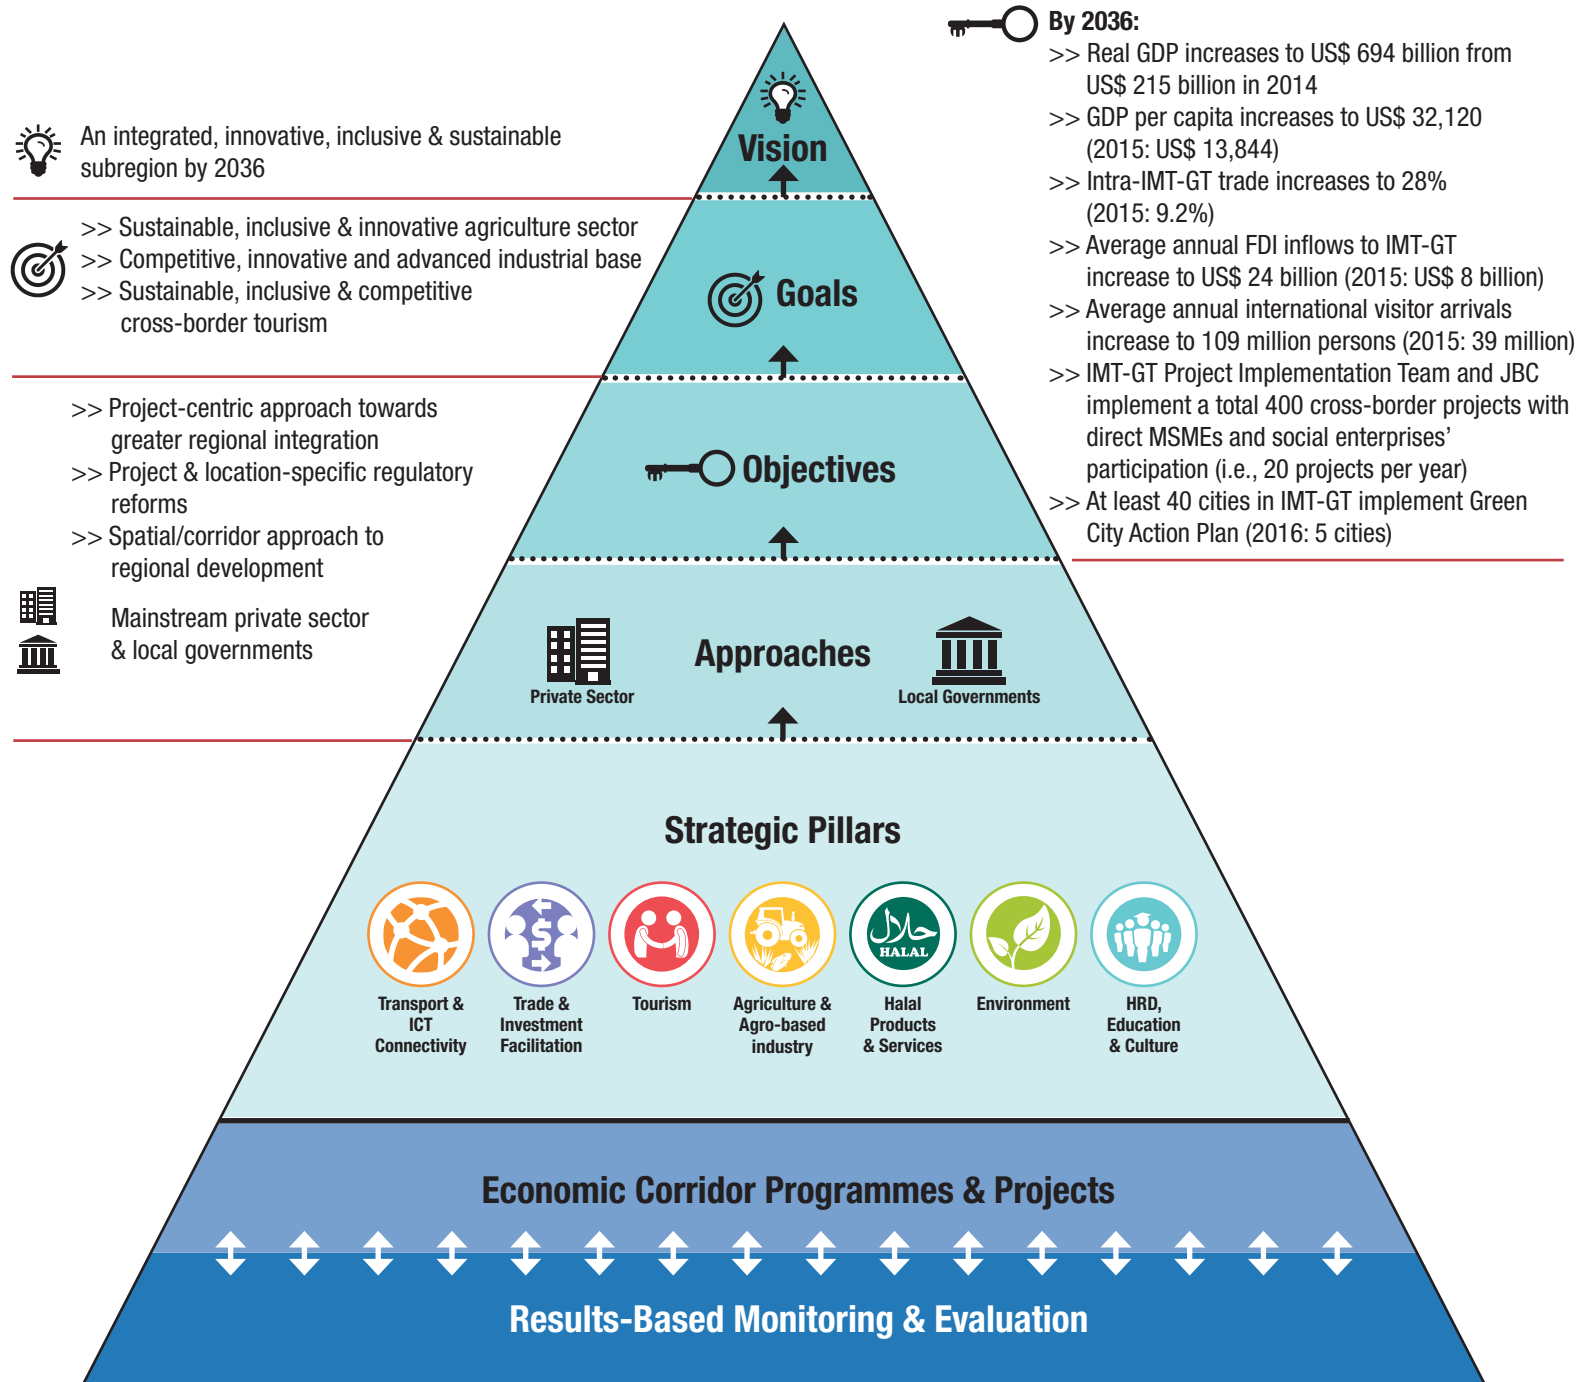 By 2036:
>> Real GDP increases to US$ 694 billion from
US$ 215 billion in 2014
>> GDP per capita increases to US$ 32,120
(2015: US$ 13,844)
>> Intra-IMT-GT trade increases to 28%
(2015: 9.2%)
>> Average annual FDI inflows to IMT-GT
increase to US$ 24 billion (2015: US$ 8 billion)
>> Average annual international visitor arrivals
increase to 109 million persons (2015: 39 million)
>> IMT-GT Project Implementation Team and JBC
implement a total 400 cross-border projects with
direct MSMEs and social enterprises’
participation (i.e., 20 projects per year)
>> At least 40 cities in IMT-GT implement Green
City Action Plan (2016: 5 cities)
An integrated, innovative, inclusive & sustainable
subregion by 2036
>> Sustainable, inclusive & innovative agriculture sector
>> Competitive, innovative and advanced industrial base
>> Sustainable, inclusive & competitive
cross-border tourism
>> Project-centric approach towards
greater regional integration
>> Project & location-specific regulatory
reforms
>> Spatial/corridor approach to
regional development
Mainstream private sector
& local governments
Vision
Goals
Objectives
Approaches
Private Sector
Local Governments
Strategic Pillars
$
حلال
HALAL
Transport &
ICT
Connectivity
Trade &
Investment
Facilitation
Tourism
Agriculture &
Agro-based
industry
Halal
Products
& Services
Environment
HRD,
Education
& Culture
Economic Corridor Programmes & Projects
Results-Based Monitoring & Evaluation